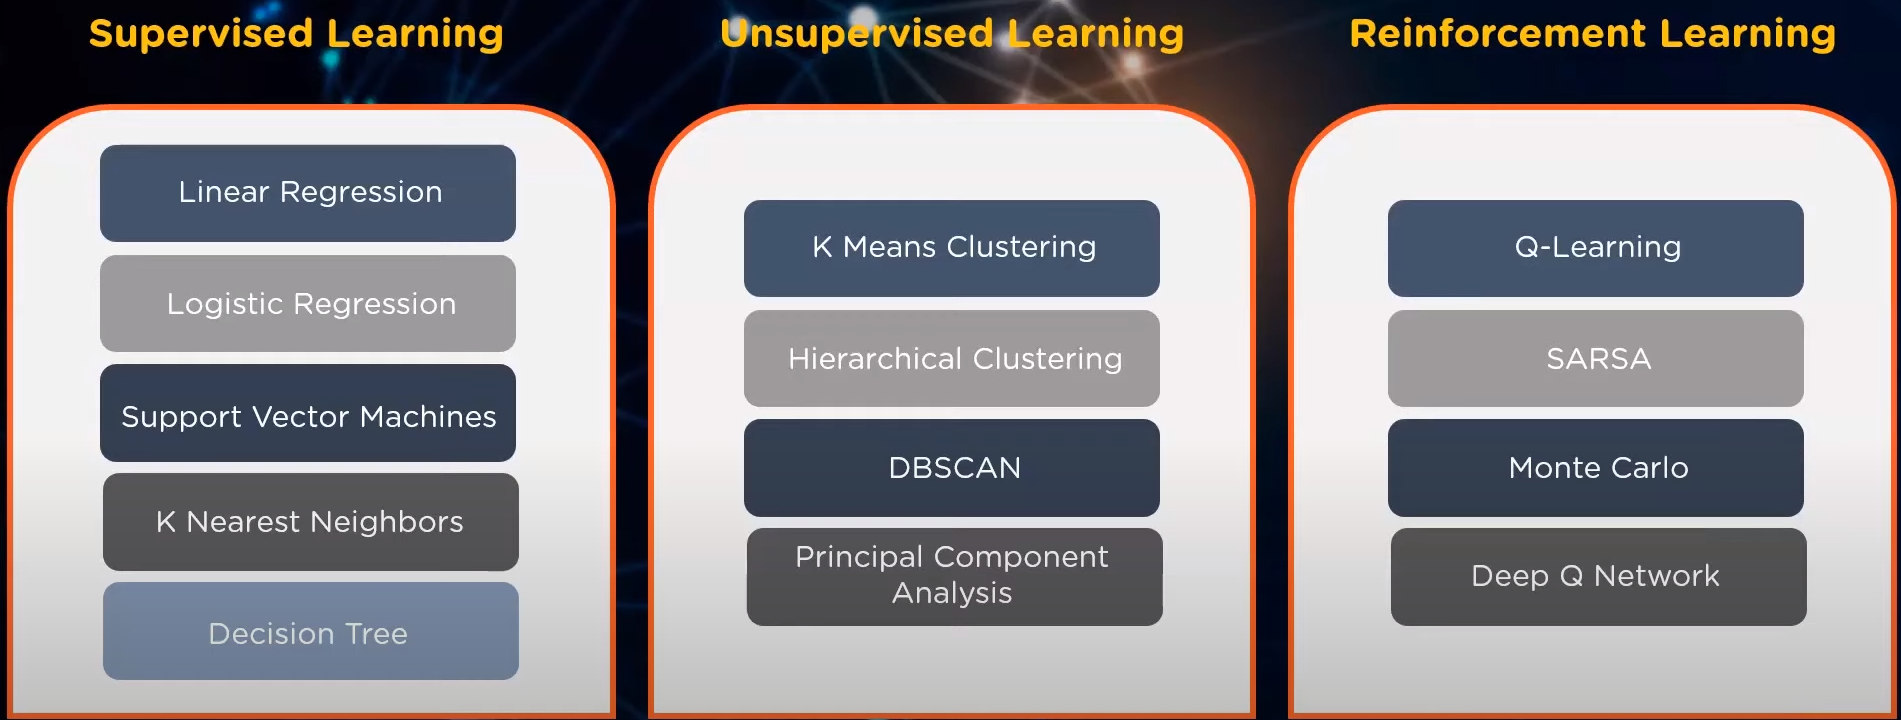 Supervised Learning
Linear Regression
Logistic Regression
Support Vector Machines
K Nearest Neighbors
Decision Tree
Unsupervised Learning
K Means Clustering
Hierarchical Clustering
DBSCAN
Principal Component
Analysis
Reinforcement Learning
Q-Learning
SARSA
Monte Carlo
Deep Q Network